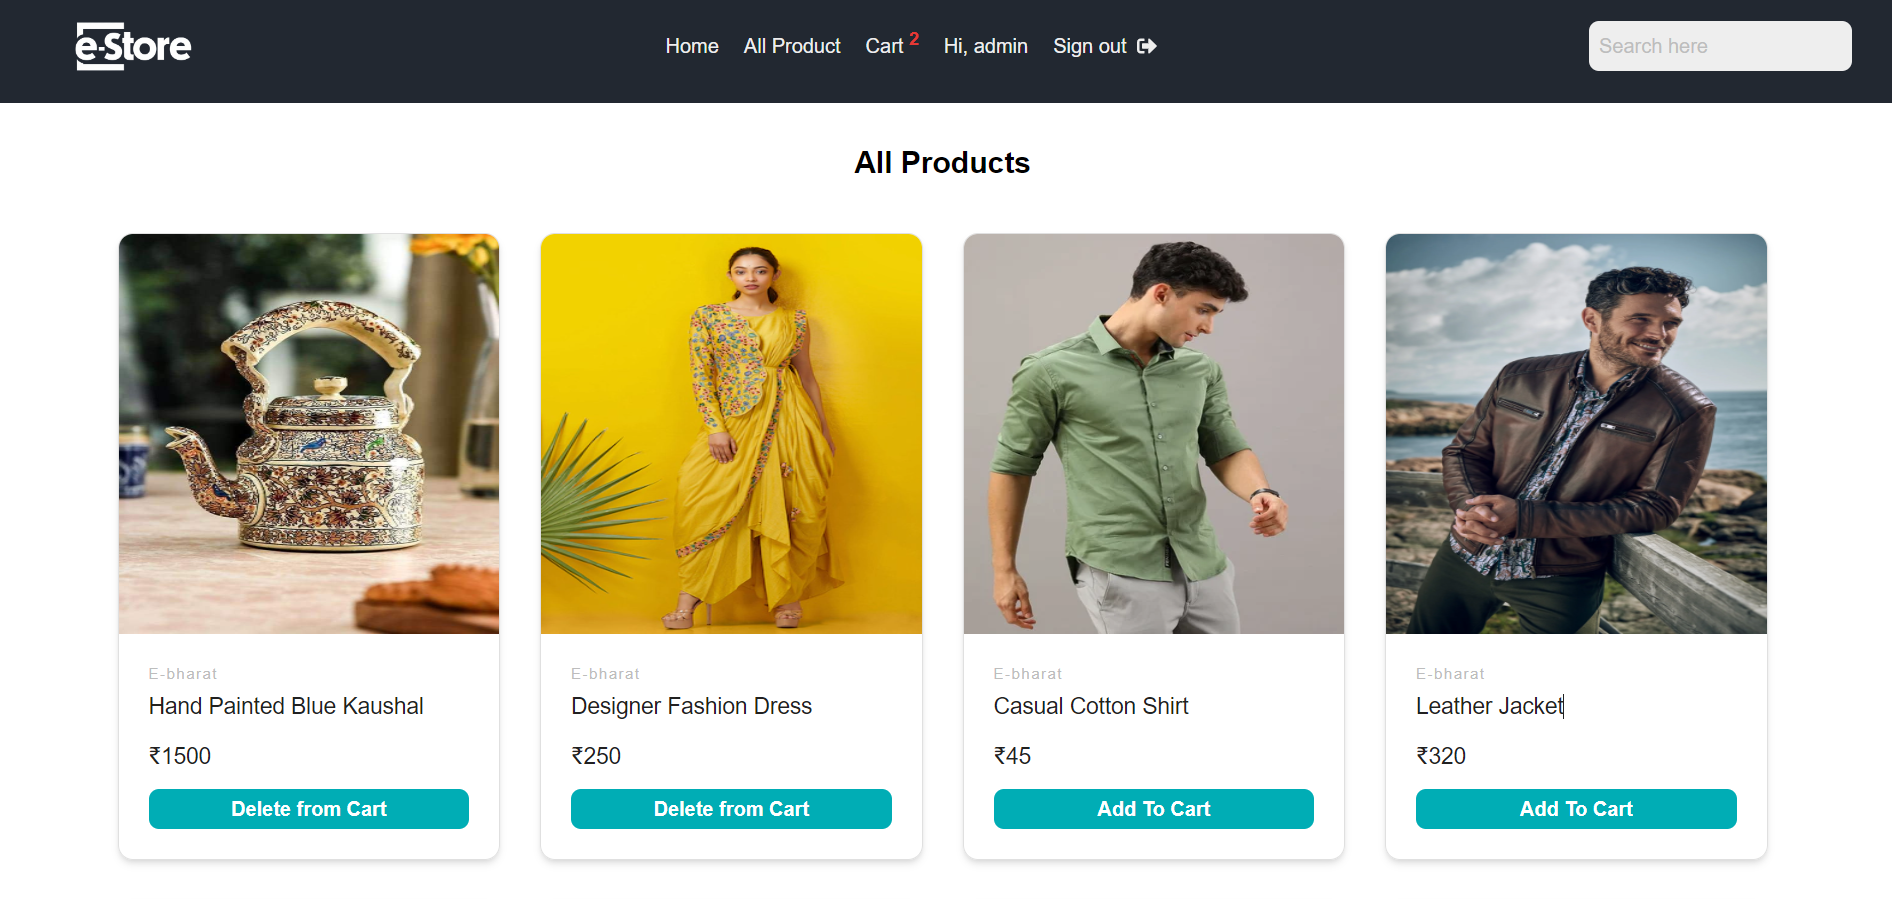 e-Store
Home All Product Cart 2 Hi, admin Sign out
Search here
All Products
E-bharat
Hand Painted Blue Kaushal
₹1500
Delete from Cart
E-bharat
Designer Fashion Dress
₹250
Delete from Cart
E-bharat
Casual Cotton Shirt
₹45
Add To Cart
E-bharat
Leather Jacket
₹320
Add To Cart